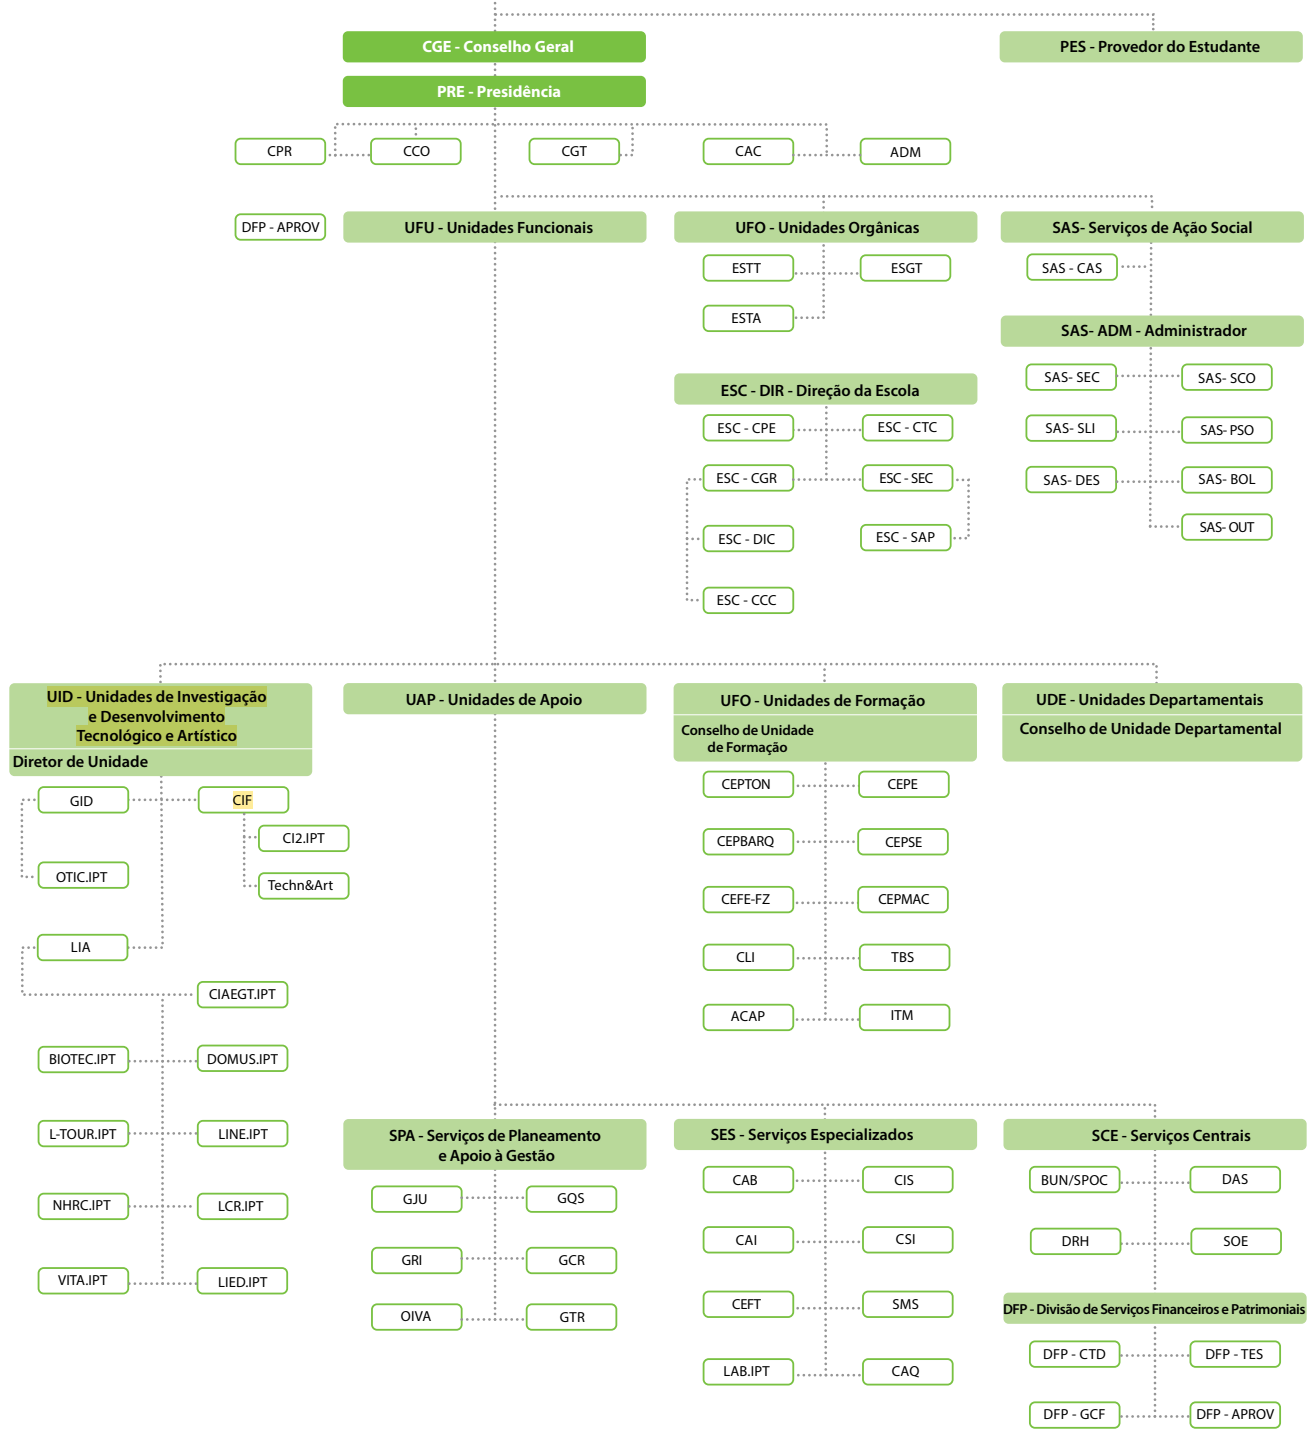 CGE - Conselho Geral
PES - Provedor do Estudante
PRE - Presidência
CPR
CCO
CGT
CAC
ADM
DFP - APROV
UFU - Unidades Funcionais
UFO - Unidades Orgânicas
SAS- Serviços de Ação Social
ESTT
ESGT
SAS - CAS
ESTA
SAS- ADM - Administrador
ESC - DIR - Direção da Escola
SAS- SEC
SAS- SCO
ESC - CPE
ESC - CTC
SAS- SLI
SAS- PSO
ESC - CGR
ESC - SEC
SAS- DES
SAS- BOL
ESC - DIC
ESC - SAP
SAS- OUT
ESC - CCC
UID - Unidades de Investigação
e Desenvolvimento
Tecnológico e Artístico
Diretor de Unidade
UAP - Unidades de Apoio
UFO - Unidades de Formação
Conselho de Unidade
de Formação
UDE - Unidades Departamentais
Conselho de Unidade Departamental
GID
CIF
CI2.IPT
OTIC.IPT
Techn&Art
LIA
CIAEGT.IPT
BIOTEC.IPT
DOMUS.IPT
L-TOUR.IPT
LINE.IPT
NHRC.IPT
LCR.IPT
VITA.IPT
LIED.IPT
CEPTON
CEPE
CEPBARQ
CEPSE
CEFE-FZ
CEPMAC
CLI
TBS
ACAP
ITM
SPA - Serviços de Planeamento
e Apoio à Gestão
GJU
GQS
GRI
GCR
OIVA
GTR
SES - Serviços Especializados
CAB
CIS
CAI
CSI
CEFT
SMS
LAB.IPT
CAQ
SCE - Serviços Centrais
BUN/SPOC
DAS
DRH
SOE
DFP - Divisão de Serviços Financeiros e Patrimoniais
DFP - CTD
DFP - TES
DFP - GCF
DFP - APROV